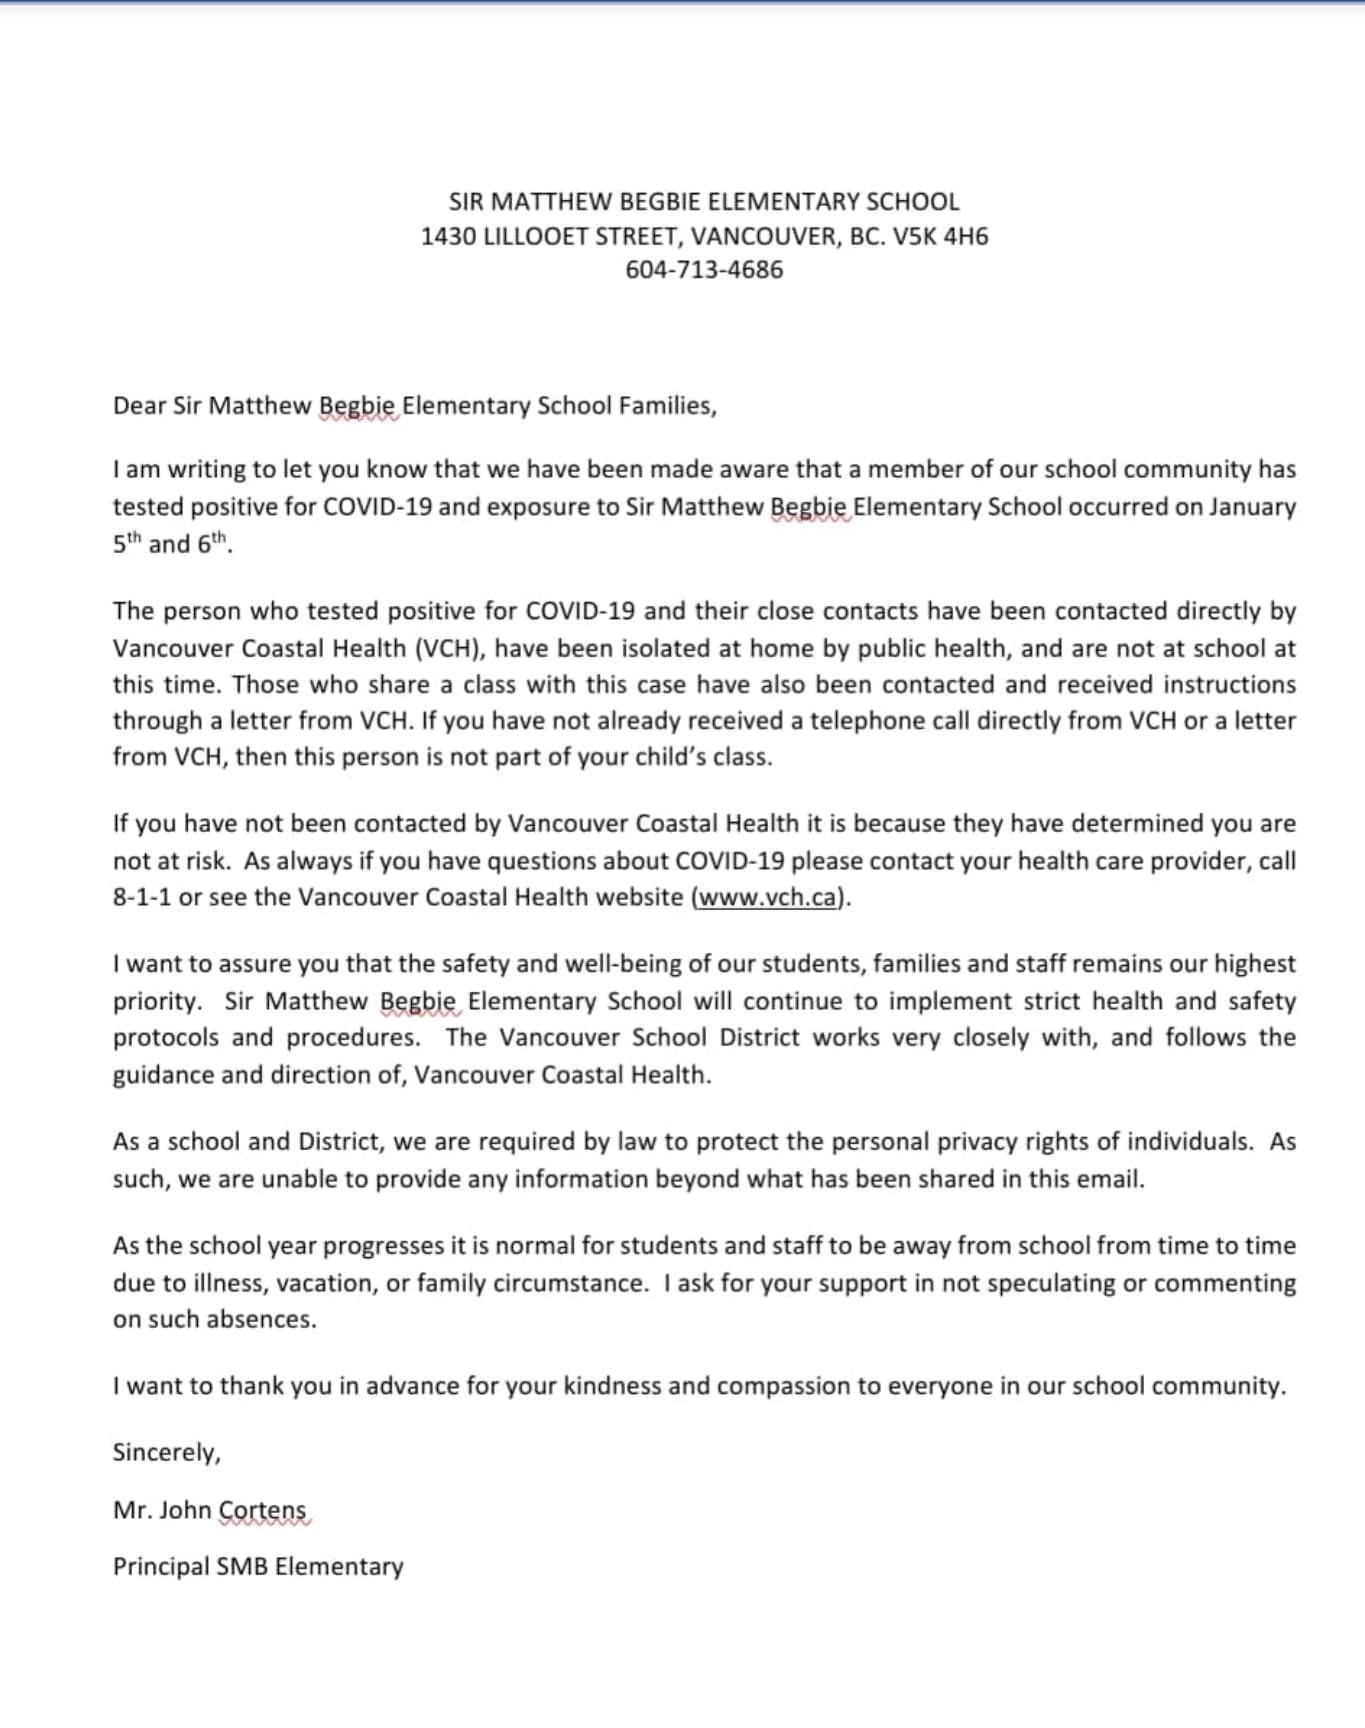 SIR MATTHEW BEGBIE ELEMENTARY SCHOOL
1430 LILLOOET STREET, VANCOUVER, BC. V5K 4H6
604-713-4686
Dear Sir Matthew Begbie Elementary School Families,
I am writing to let you know that we have been made aware that a member of our school community has
tested positive for COVID-19 and exposure to Sir Matthew Begbie Elementary School occurred on January
5th and 6th.
The person who tested positive for COVID-19 and their close contacts have been contacted directly by
Vancouver Coastal Health (VCH), have been isolated at home by public health, and are not at school at
this time. Those who share a class with this case have also been contacted and received instructions
through a letter from VCH. If you have not already received a telephone call directly from VCH or a letter
from VCH, then this person is not part of your child's class.
If you have not been contacted by Vancouver Coastal Health it is because they have determined you are
not at risk. As always if you have questions about COVID-19 please contact your health care provider, call
8-1-1 or see the Vancouver Coastal Health website (www.vch.ca).
I want to assure you that the safety and well-being of our students, families and staff remains our highest
priority. Sir Matthew Begbie Elementary School will continue to implement strict health and safety
protocols and procedures. The Vancouver School District works very closely with, and follows the
guidance and direction of, Vancouver Coastal Health.
As a school and District, we are required by law to protect the personal privacy rights of individuals. As
such, we are unable to provide any information beyond what has been shared in this email.
As the school year progresses it is normal for students and staff to be away from school from time to time
due to illness, vacation, or family circumstance. I ask for your support in not speculating or commenting
on such absences.
I want to thank you in advance for your kindness and compassion to everyone in our school community.
Sincerely,
Mr. John Cortens
Principal SMB Elementary